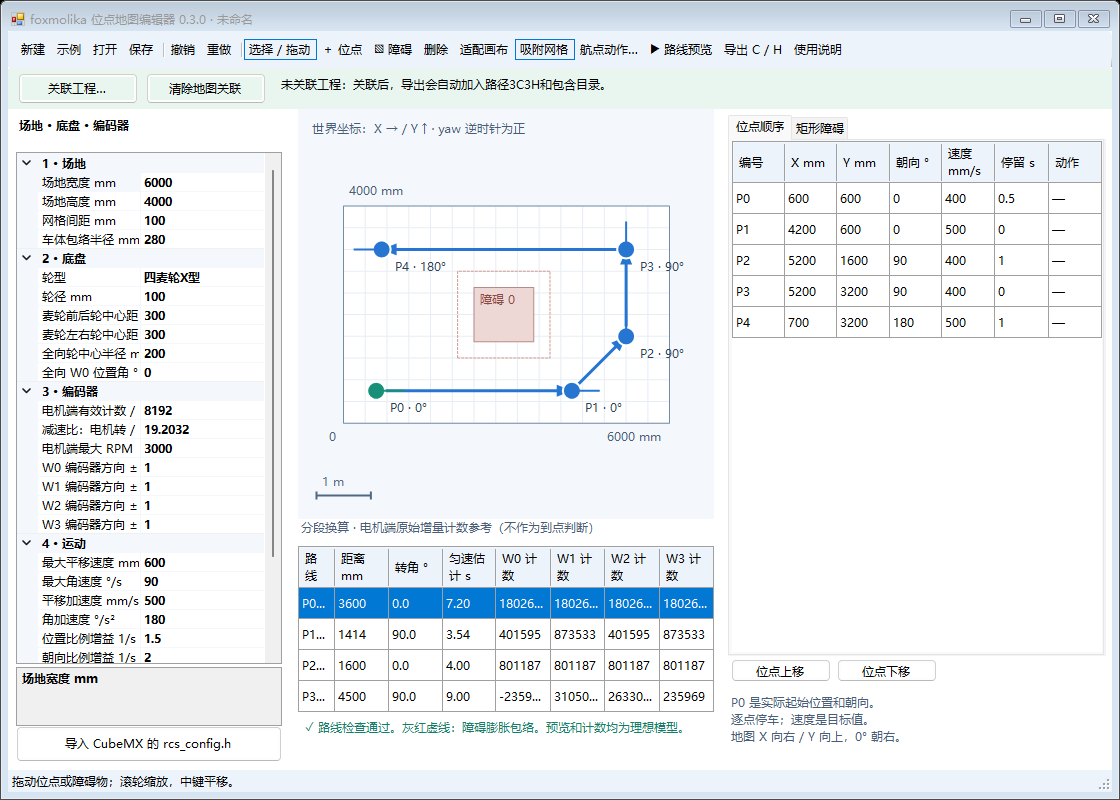 foxmolika 位点地图编辑器 0.3.0 · 未命名
新建 示例 打开 保存 撤销 重做 选择 / 拖动 + 位点 ▧ 障碍 删除 适配画布 吸附网格 航点动作... ▶ 路线预览 导出 C / H 使用说明
关联工程... 清除地图关联 未关联工程：关联后，导出会自动加入路径3C3H和包含目录。
场地・底盘・编码器
1・场地
场地宽度 mm 6000
场地高度 mm 4000
网格间距 mm 100
车体包络半径 mm 280
2・底盘
轮型 四麦轮X型
轮径 mm 100
麦轮前后轮中心距 300
麦轮左右轮中心距 300
全向轮中心半径 m 200
全向 W0 位置角 ° 0
3・编码器
电机端有效计数 / 8192
减速比：电机转 / 19.2032
电机端最大 RPM 3000
W0 编码器方向 ± 1
W1 编码器方向 ± 1
W2 编码器方向 ± 1
W3 编码器方向 ± 1
4・运动
最大平移速度 mm 600
最大角速度 °/s 90
平移加速度 mm/s 500
角加速度 °/s² 180
位置比例增益 1/s 1.5
朝向比例增益 1/s 2
场地宽度 mm
导入 CubeMX 的 rcs_config.h
世界坐标：X → / Y ↑ · yaw 逆时针为正
4000 mm
P4 · 180°
P3 · 90°
障碍 0
P2 · 90°
P0 · 0°
P1 · 0°
0
6000 mm
1 m
分段换算 · 电机端原始增量计数参考（不作为到点判断）
路线 距离 mm 转角 ° 匀速估计 s W0 计数 W1 计数 W2 计数 W3 计数
P0... 3600 0.0 7.20 18026... 18026... 18026... 18026...
P1... 1414 90.0 3.54 401595 873533 401595 873533
P2... 1600 0.0 4.00 801187 801187 801187 801187
P3... 4500 90.0 9.00 -2359... 31050... 26330... 235969
✓ 路线检查通过。灰红虚线：障碍膨胀包络。预览和计数均为理想模型。
位点顺序 矩形障碍
编号 X mm Y mm 朝向 ° 速度 mm/s 停留 s 动作
P0 600 600 0 400 0.5 —
P1 4200 600 0 500 0 —
P2 5200 1600 90 400 1 —
P3 5200 3200 90 400 0 —
P4 700 3200 180 500 1 —
位点上移 位点下移
P0 是实际起始位置和朝向。
逐点停车；速度是目标值。
地图 X 向右 / Y 向上，0° 朝右。
拖动位点或障碍物；滚轮缩放，中键平移。